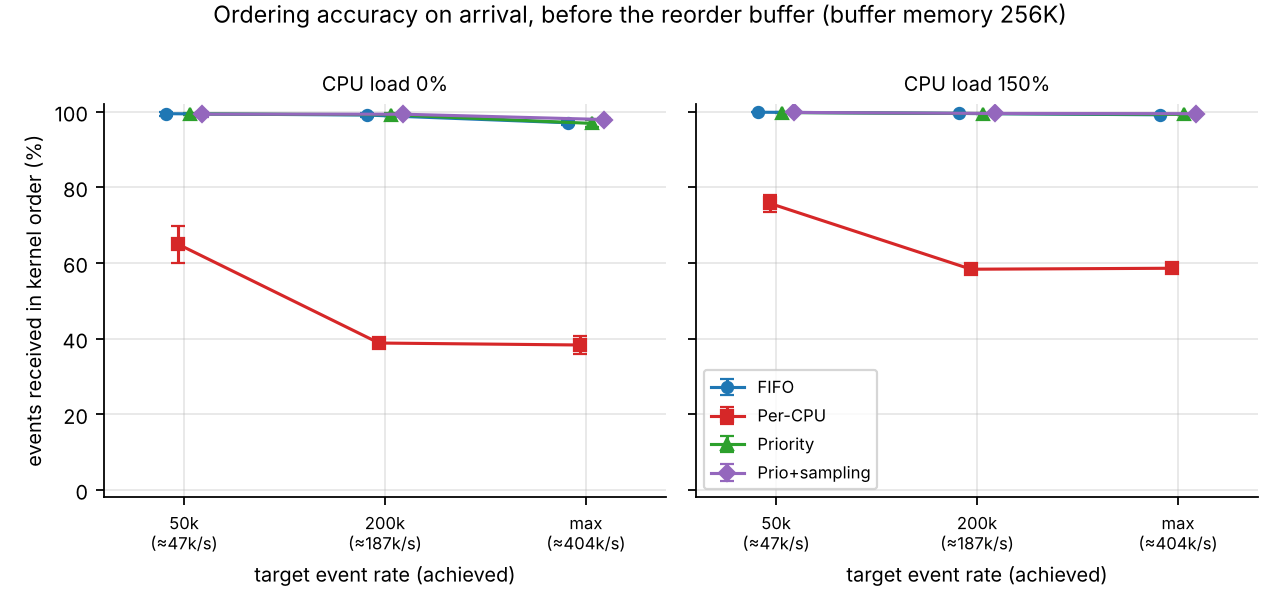 Ordering accuracy on arrival, before the reorder buffer (buffer memory 256K)
CPU load 0%
events received in kernel order (%)
100
80
60
40
20
0
50k
(≈47k/s)
200k
(≈187k/s)
max
(≈404k/s)
target event rate (achieved)
CPU load 150%
FIFO
Per-CPU
Priority
Prio+sampling
50k
(≈47k/s)
200k
(≈187k/s)
max
(≈404k/s)
target event rate (achieved)